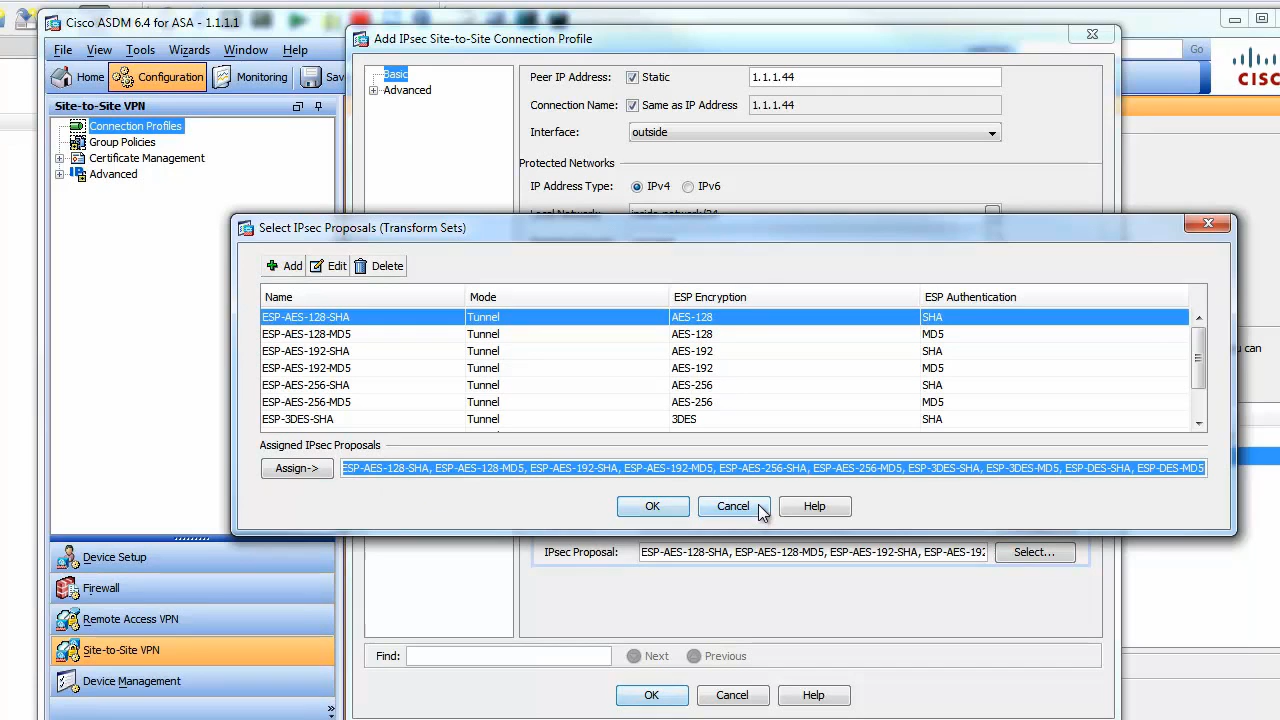 Cisco ASDM 6.4 for ASA - 1.1.1.1
File View Tools Wizards Window Help
Home Configuration Monitoring Sav
Go
CISC
Site-to-Site VPN
Connection Profiles
Group Policies
Certificate Management
Advanced
Add IPsec Site-to-Site Connection Profile
Basic
Advanced
Peer IP Address: Static 1.1.1.44
Connection Name: Same as IP Address 1.1.1.44
Interface: outside
Protected Networks
IP Address Type: IPv4 IPv6
Local Network: inside-network/24
Select IPsec Proposals (Transform Sets)
Add Edit Delete
Name Mode ESP Encryption ESP Authentication
ESP-AES-128-SHA Tunnel AES-128 SHA
ESP-AES-128-MD5 Tunnel AES-128 MD5
ESP-AES-192-SHA Tunnel AES-192 SHA
ESP-AES-192-MD5 Tunnel AES-192 MD5
ESP-AES-256-SHA Tunnel AES-256 SHA
ESP-AES-256-MD5 Tunnel AES-256 MD5
ESP-3DES-SHA Tunnel 3DES SHA
Assigned IPsec Proposals
Assign-> ESP-AES-128-SHA, ESP-AES-128-MD5, ESP-AES-192-SHA, ESP-AES-192-MD5, ESP-AES-256-SHA, ESP-AES-256-MD5, ESP-3DES-SHA, ESP-3DES-MD5, ESP-DES-SHA, ESP-DES-MD5
OK Cancel Help
you can
IPsec Proposal: ESP-AES-128-SHA, ESP-AES-128-MD5, ESP-AES-192-SHA, ESP-AES-192 Select...
Find: Next Previous
OK Cancel Help
Device Setup
Firewall
Remote Access VPN
Site-to-Site VPN
Device Management